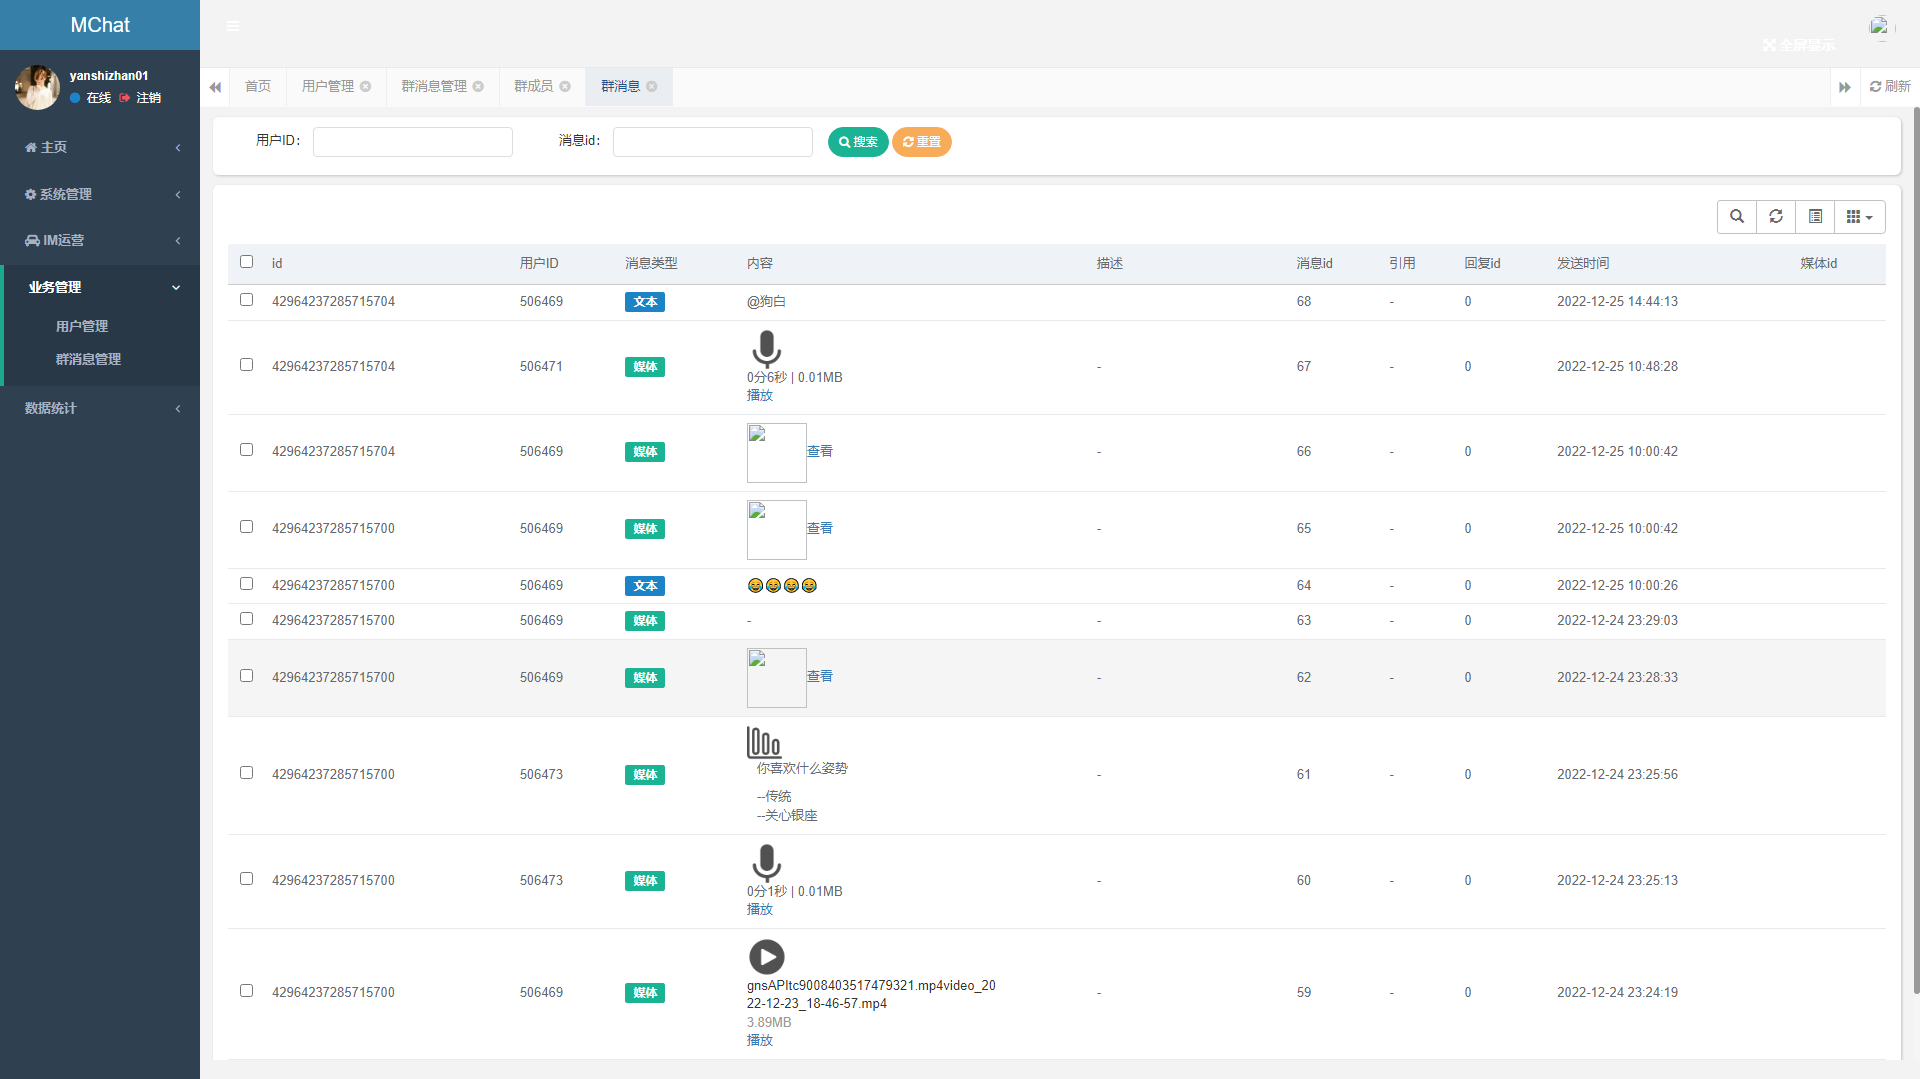 MChat
全屏显示
yanshizhan01
在线 注销
主页
系统管理
IM运营
业务管理
用户管理
群消息管理
数据统计
首页 用户管理 群消息管理 群成员 群消息 刷新
用户ID： 消息id： 搜索 重置
id 用户ID 消息类型 内容 描述 消息id 引用 回复id 发送时间 媒体id
42964237285715704 506469 文本 @狗白 68 - 0 2022-12-25 14:44:13
42964237285715704 506471 媒体 0分6秒 | 0.01MB - 67 - 0 2022-12-25 10:48:28
播放
42964237285715704 506469 媒体 查看 - 66 - 0 2022-12-25 10:00:42
42964237285715700 506469 媒体 查看 - 65 - 0 2022-12-25 10:00:42
42964237285715700 506469 文本 😂😂😂😂 64 - 0 2022-12-25 10:00:26
42964237285715700 506469 媒体 - - 63 - 0 2022-12-24 23:29:03
42964237285715700 506469 媒体 查看 - 62 - 0 2022-12-24 23:28:33
42964237285715700 506473 媒体 你喜欢什么姿势 - 61 - 0 2022-12-24 23:25:56
--传统
--关心银座
42964237285715700 506473 媒体 0分1秒 | 0.01MB - 60 - 0 2022-12-24 23:25:13
播放
42964237285715700 506469 媒体 gnsAPItc9008403517479321.mp4video_20 - 59 - 0 2022-12-24 23:24:19
22-12-23_18-46-57.mp4
3.89MB
播放